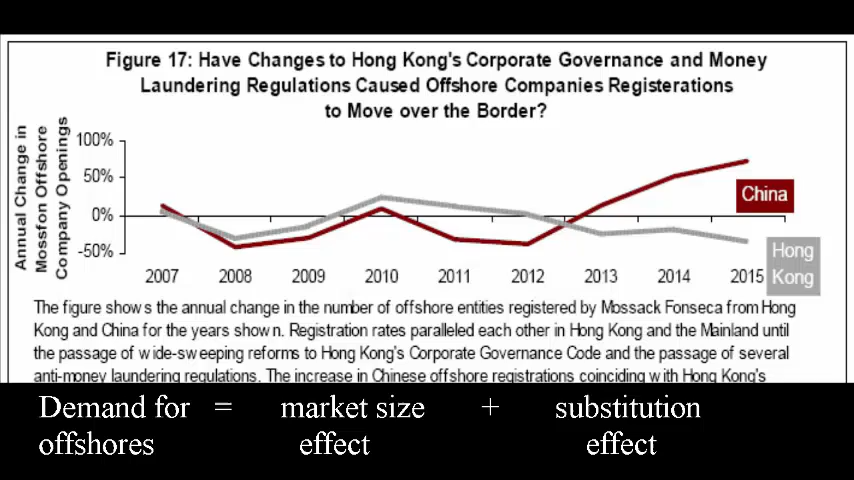 Figure 17: Have Changes to Hong Kong's Corporate Governance and Money
Laundering Regulations Caused Offshore Companies Registerations
to Move over the Border?
Annual Change in
Mossfon Offshore
Company Openings
100%
50%
0%
-50%
China
Hong
Kong
2007 2008 2009 2010 2011 2012 2013 2014 2015
The figure shows the annual change in the number of offshore entities registered by Mossack Fonseca from Hong
Kong and China for the years shown. Registration rates paralleled each other in Hong Kong and the Mainland until
the passage of wide-sweeping reforms to Hong Kong's Corporate Governance Code and the passage of several
anti-money laundering regulations. The increase in Chinese offshore registrations coinciding with Hong Kong's
Demand for = market size + substitution
offshores effect effect